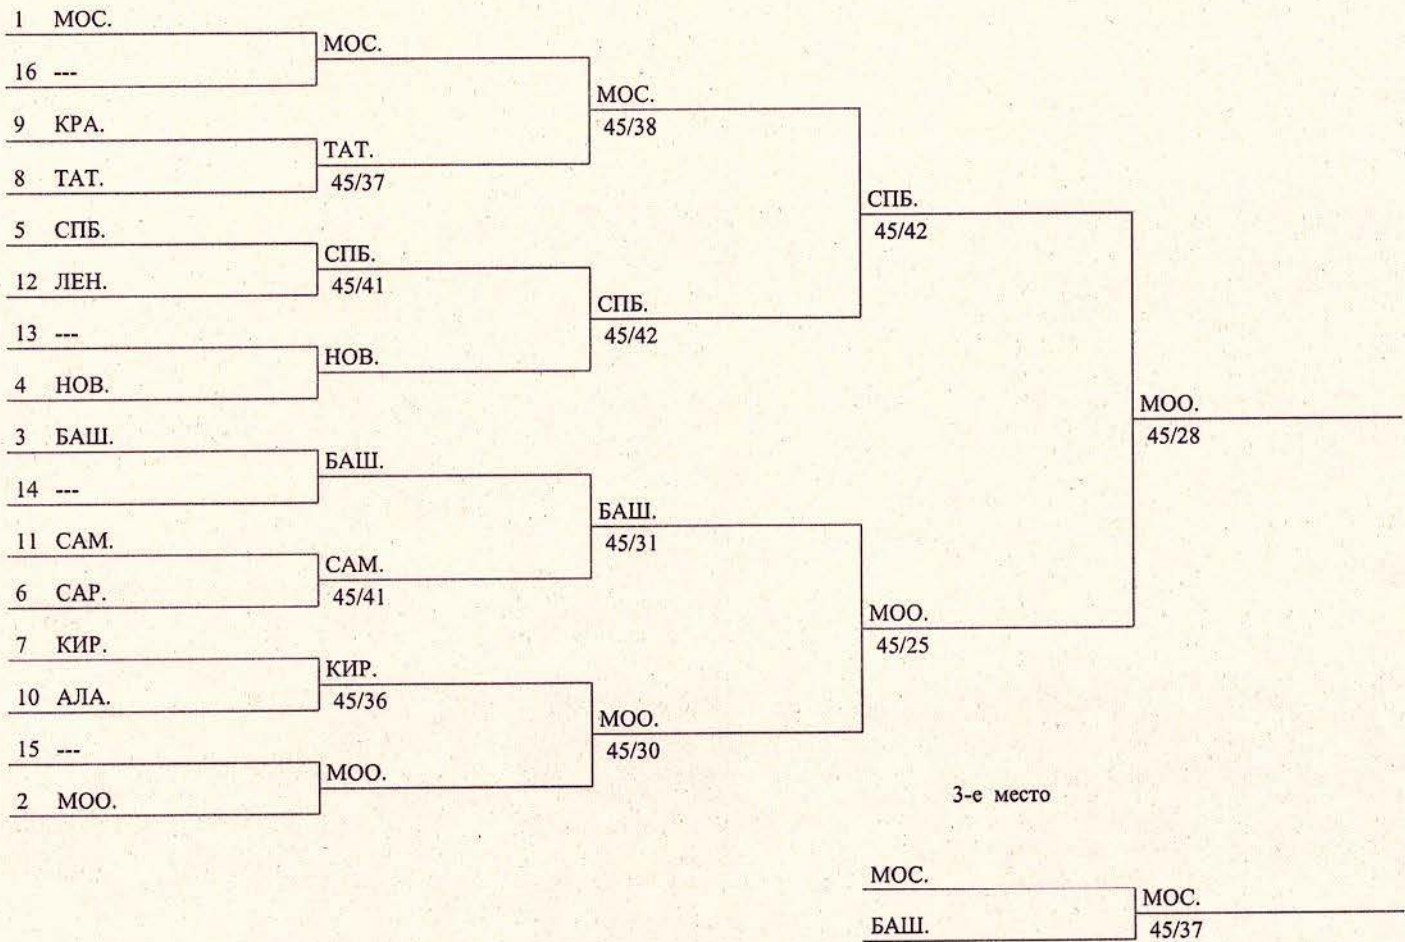 1 МОС.
16 ---
9 КРА.
8 ТАТ.
5 СПБ.
12 ЛЕН.
13 ---
4 НОВ.
3 БАШ.
14 ---
11 САМ.
6 САР.
7 КИР.
10 АЛА.
15 ---
2 МОО.
МОС.
ТАТ.
45/37
СПБ.
45/41
НОВ.
БАШ.
САМ.
45/41
КИР.
45/36
МОО.
МОС.
45/38
СПБ.
45/42
БАШ.
45/31
МОО.
45/30
СПБ.
45/42
МОО.
45/25
МОО.
45/28
3-е место
МОС.
БАШ.
МОС.
45/37